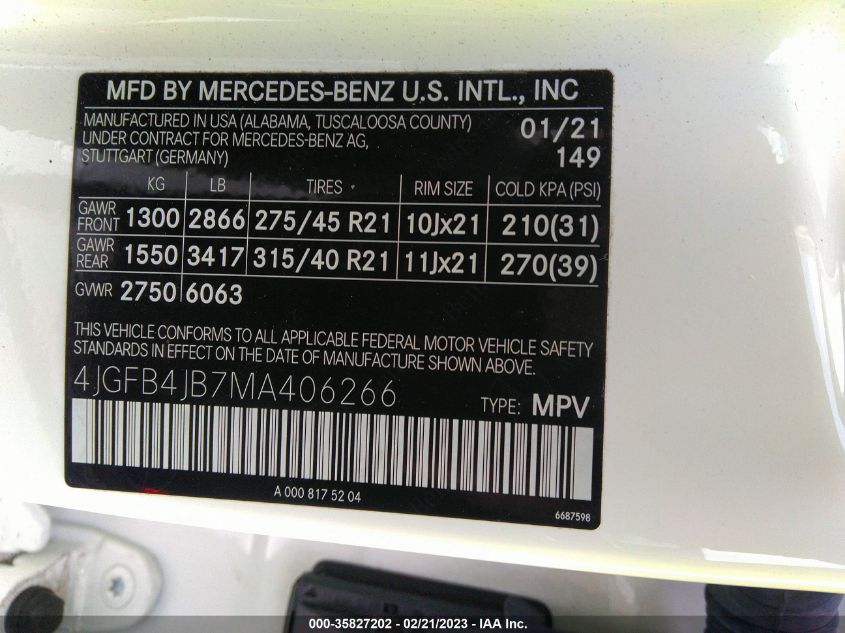 MFD BY MERCEDES-BENZ U.S. INTL., INC
MANUFACTURED IN USA (ALABAMA, TUSCALOOSA COUNTY) 01/21
UNDER CONTRACT FOR MERCEDES-BENZ AG,
STUTTGART (GERMANY) 149
KG LB TIRES RIM SIZE COLD KPA (PSI)
GAWR FRONT 1300 2866 275/45 R21 10Jx21 210(31)
GAWR REAR 1550 3417 315/40 R21 11Jx21 270(39)
GVWR 2750 6063
THIS VEHICLE CONFORMS TO ALL APPLICABLE FEDERAL MOTOR VEHICLE SAFETY
STANDARDS IN EFFECT ON THE DATE OF MANUFACTURE SHOWN ABOVE.
4JGFB4JB7MA406266 TYPE: MPV
A 000 817 52 04
6687598
000-35827202 - 02/21/2023 - IAA Inc.